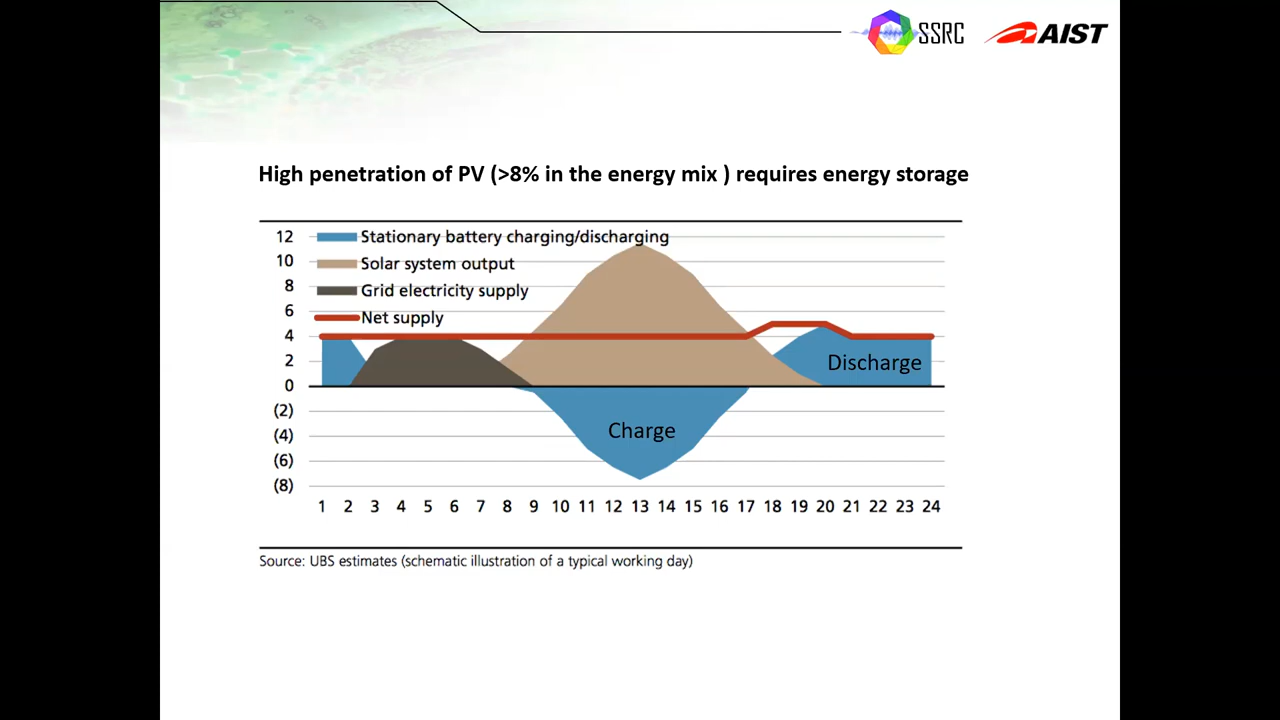 SSRC
AIST
High penetration of PV (>8% in the energy mix ) requires energy storage
12
10
8
6
4
2
0
(2)
(4)
(6)
(8)
Stationary battery charging/discharging
Solar system output
Grid electricity supply
Net supply
Discharge
Charge
1 2 3 4 5 6 7 8 9 10 11 12 13 14 15 16 17 18 19 20 21 22 23 24
Source: UBS estimates (schematic illustration of a typical working day)